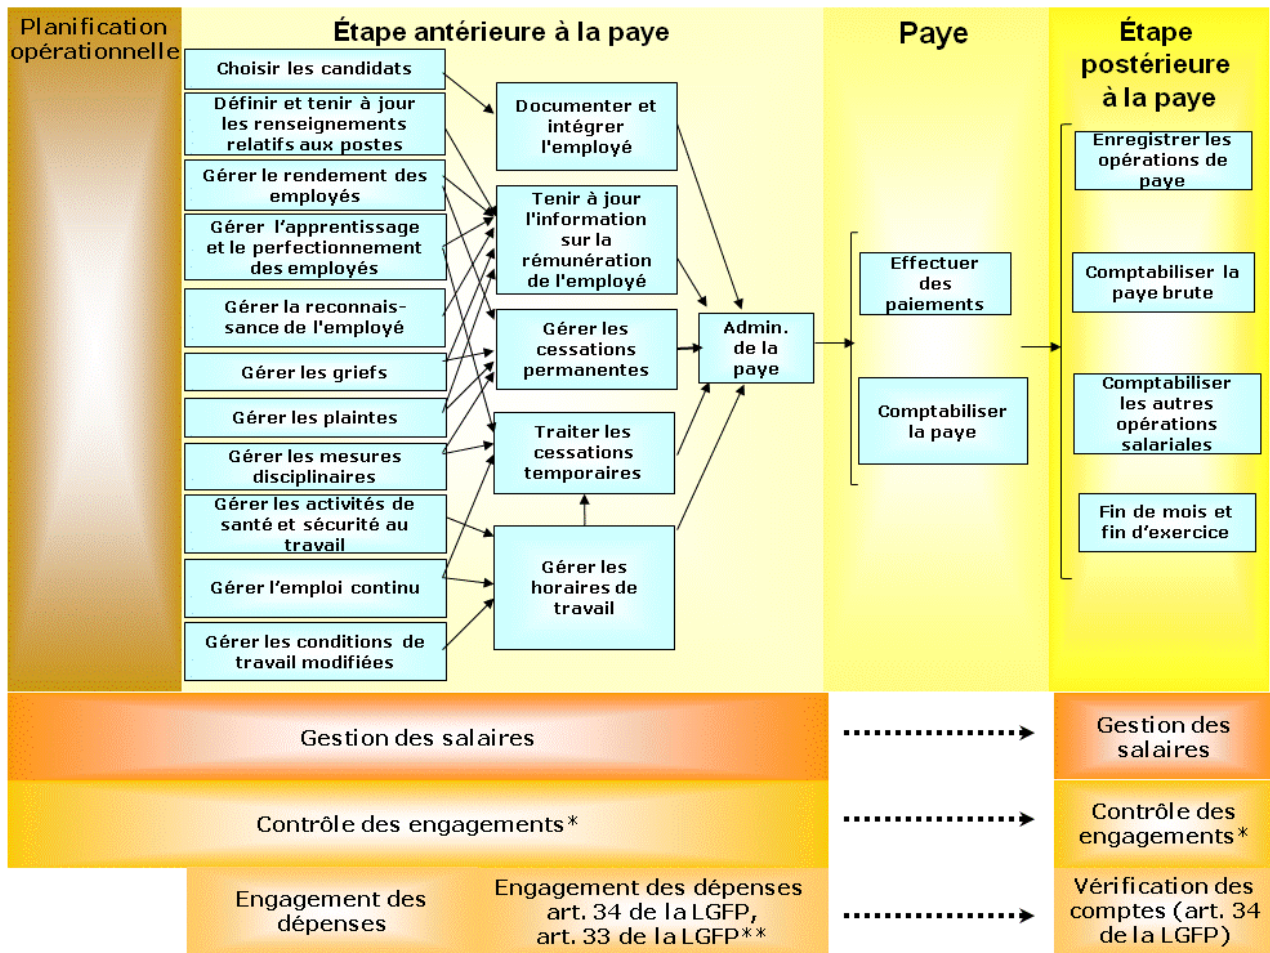 Planification
opérationnelle
Étape antérieure à la paye
Choisir les candidats
Définir et tenir à jour
les renseignements
relatifs aux postes
Gérer le rendement des
employés
Gérer l'apprentissage
et le perfectionnement
des employés
Gérer la reconnais-
sance de l'employé
Gérer les griefs
Gérer les plaintes
Gérer les mesures
disciplinaires
Gérer les activités de
santé et sécurité au
travail
Gérer l'emploi continu
Gérer les conditions de
travail modifiées
Documenter et
intégrer
l'employé
Tenir à jour
l'information
sur la
rémunération
de l'employé
Gérer les
cessations
permanentes
Traiter les
cessations
temporaires
Gérer les
horaires de
travail
Admin.
de la
paye
Paye
Effectuer
des
paiements
Comptabiliser
la paye
Étape
postérieure
à la paye
Enregistrer les
opérations de
paye
Comptabiliser la
paye brute
Comptabiliser
les autres
opérations
salariales
Fin de mois et
fin d'exercice
Gestion des salaires
Gestion des
salaires
Contrôle des engagements*
Contrôle des
engagements*
Engagement des
dépenses
Engagement des dépenses
art. 34 de la LGFP,
art. 33 de la LGFP**
Vérification des
comptes (art. 34
de la LGFP)